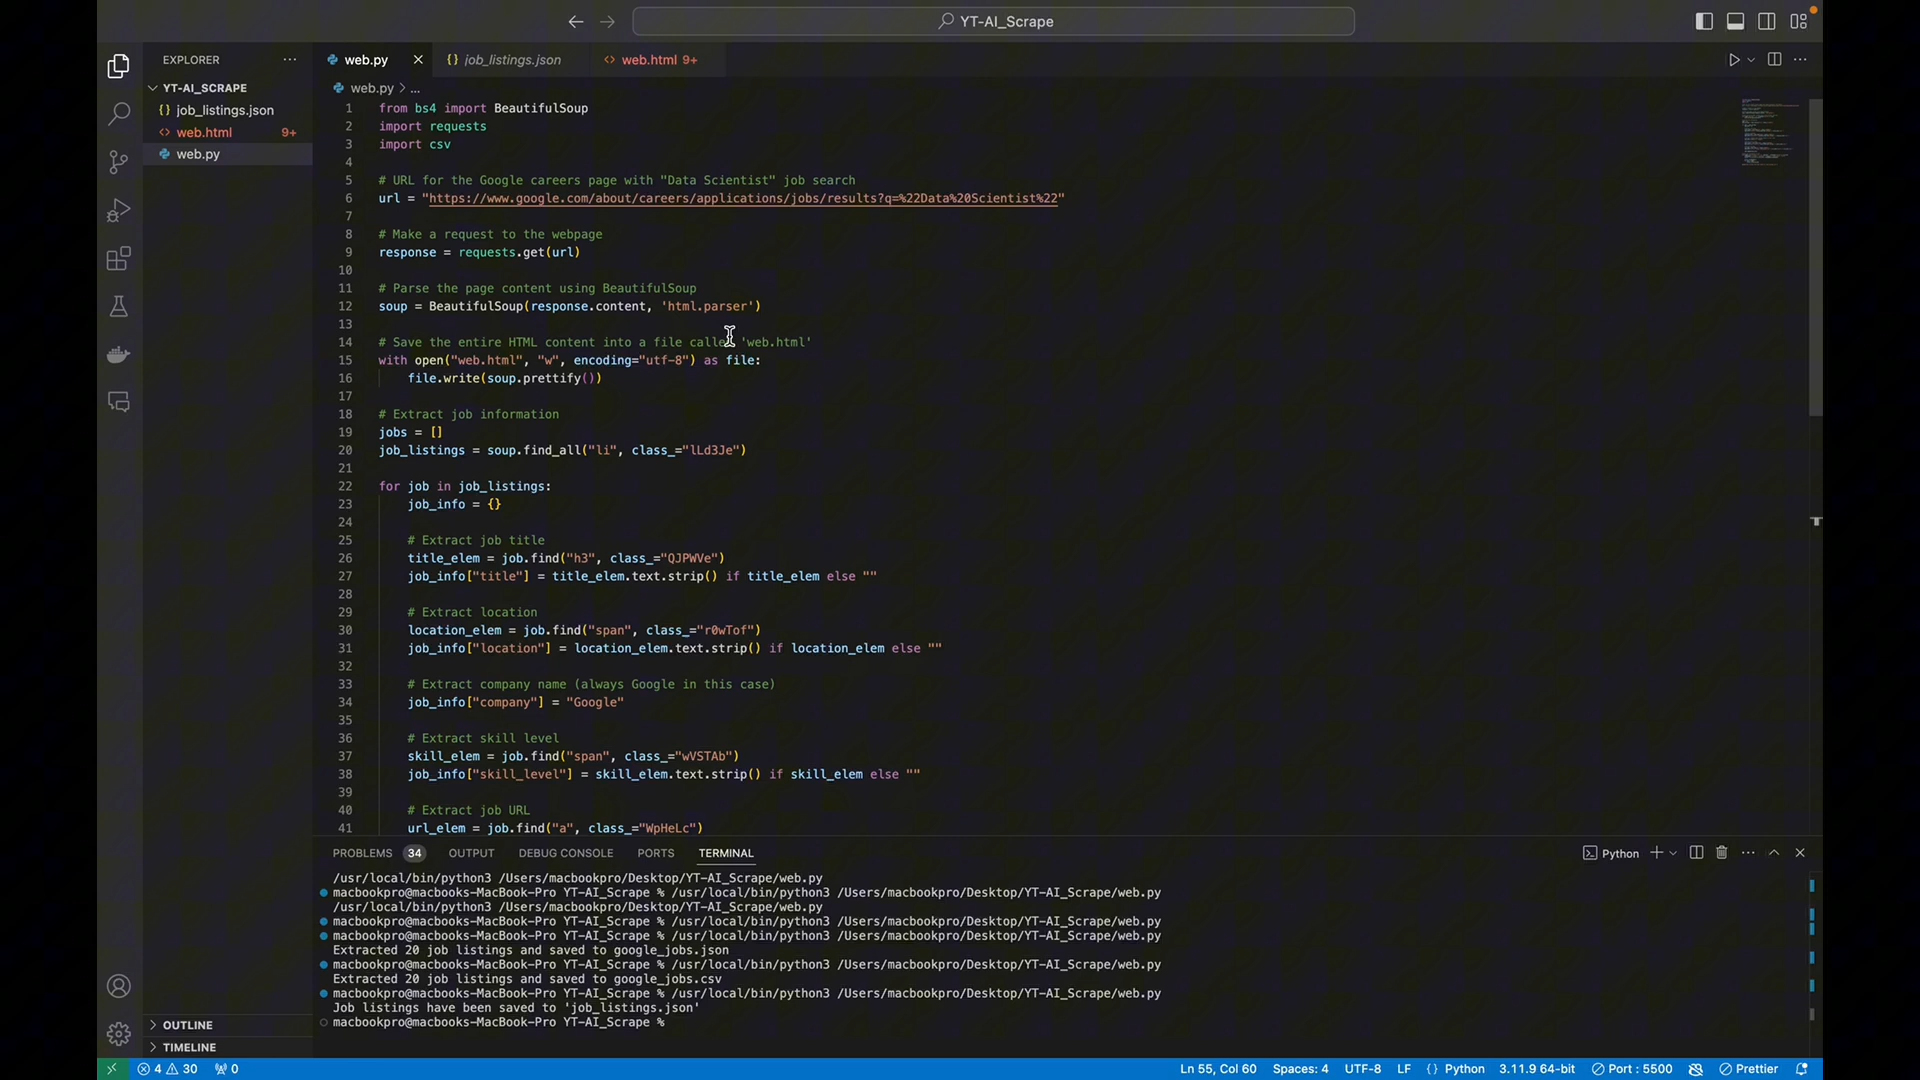 YT-AI_Scrape
EXPLORER
YT-AI_SCRAPE
{} job_listings.json
<> web.html 9+
web.py
web.py
{} job_listings.json
<> web.html 9+
web.py > ...
1 from bs4 import BeautifulSoup
2 import requests
3 import csv
4
5 # URL for the Google careers page with "Data Scientist" job search
6 url = "https://www.google.com/about/careers/applications/jobs/results?q=%22Data%20Scientist%22"
7
8 # Make a request to the webpage
9 response = requests.get(url)
10
11 # Parse the page content using BeautifulSoup
12 soup = BeautifulSoup(response.content, 'html.parser')
13
14 # Save the entire HTML content into a file called 'web.html'
15 with open("web.html", "w", encoding="utf-8") as file:
16 file.write(soup.prettify())
17
18 # Extract job information
19 jobs = []
20 job_listings = soup.find_all("li", class_="lLd3Je")
21
22 for job in job_listings:
23 job_info = {}
24
25 # Extract job title
26 title_elem = job.find("h3", class_="QJPWVe")
27 job_info["title"] = title_elem.text.strip() if title_elem else ""
28
29 # Extract location
30 location_elem = job.find("span", class_="r0wTof")
31 job_info["location"] = location_elem.text.strip() if location_elem else ""
32
33 # Extract company name (always Google in this case)
34 job_info["company"] = "Google"
35
36 # Extract skill level
37 skill_elem = job.find("span", class_="wVSTAb")
38 job_info["skill_level"] = skill_elem.text.strip() if skill_elem else ""
39
40 # Extract job URL
41 url_elem = job.find("a", class_="WpHeLc")
PROBLEMS 34 OUTPUT DEBUG CONSOLE PORTS TERMINAL
Python
/usr/local/bin/python3 /Users/macbookpro/Desktop/YT-AI_Scrape/web.py
macbookpro@macbooks-MacBook-Pro YT-AI_Scrape % /usr/local/bin/python3 /Users/macbookpro/Desktop/YT-AI_Scrape/web.py
/usr/local/bin/python3 /Users/macbookpro/Desktop/YT-AI_Scrape/web.py
macbookpro@macbooks-MacBook-Pro YT-AI_Scrape % /usr/local/bin/python3 /Users/macbookpro/Desktop/YT-AI_Scrape/web.py
macbookpro@macbooks-MacBook-Pro YT-AI_Scrape % /usr/local/bin/python3 /Users/macbookpro/Desktop/YT-AI_Scrape/web.py
Extracted 20 job listings and saved to google_jobs.json
macbookpro@macbooks-MacBook-Pro YT-AI_Scrape % /usr/local/bin/python3 /Users/macbookpro/Desktop/YT-AI_Scrape/web.py
Extracted 20 job listings and saved to google_jobs.csv
macbookpro@macbooks-MacBook-Pro YT-AI_Scrape % /usr/local/bin/python3 /Users/macbookpro/Desktop/YT-AI_Scrape/web.py
Job listings have been saved to 'job_listings.json'
macbookpro@macbooks-MacBook-Pro YT-AI_Scrape %
OUTLINE
TIMELINE
4 30 0 Ln 55, Col 60 Spaces: 4 UTF-8 LF {} Python 3.11.9 64-bit Port : 5500 Prettier